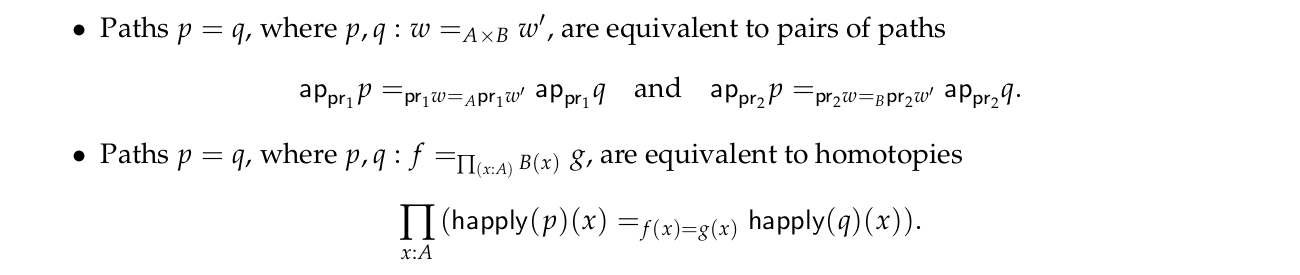 • Paths p = q, where p, q : w =_{A×B} w′, are equivalent to pairs of paths
ap_{pr₁} p =_{pr₁w =_A pr₁w′} ap_{pr₁} q and ap_{pr₂} p =_{pr₂w =_B pr₂w′} ap_{pr₂} q.
• Paths p = q, where p, q : f =_{∏_{(x:A)} B(x)} g, are equivalent to homotopies
∏_{x:A} (happly(p)(x) =_{f(x)=g(x)} happly(q)(x)).